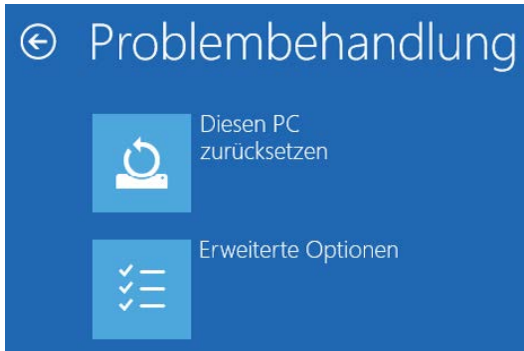 Problembehandlung
Diesen PC
zurücksetzen
Erweiterte Optionen